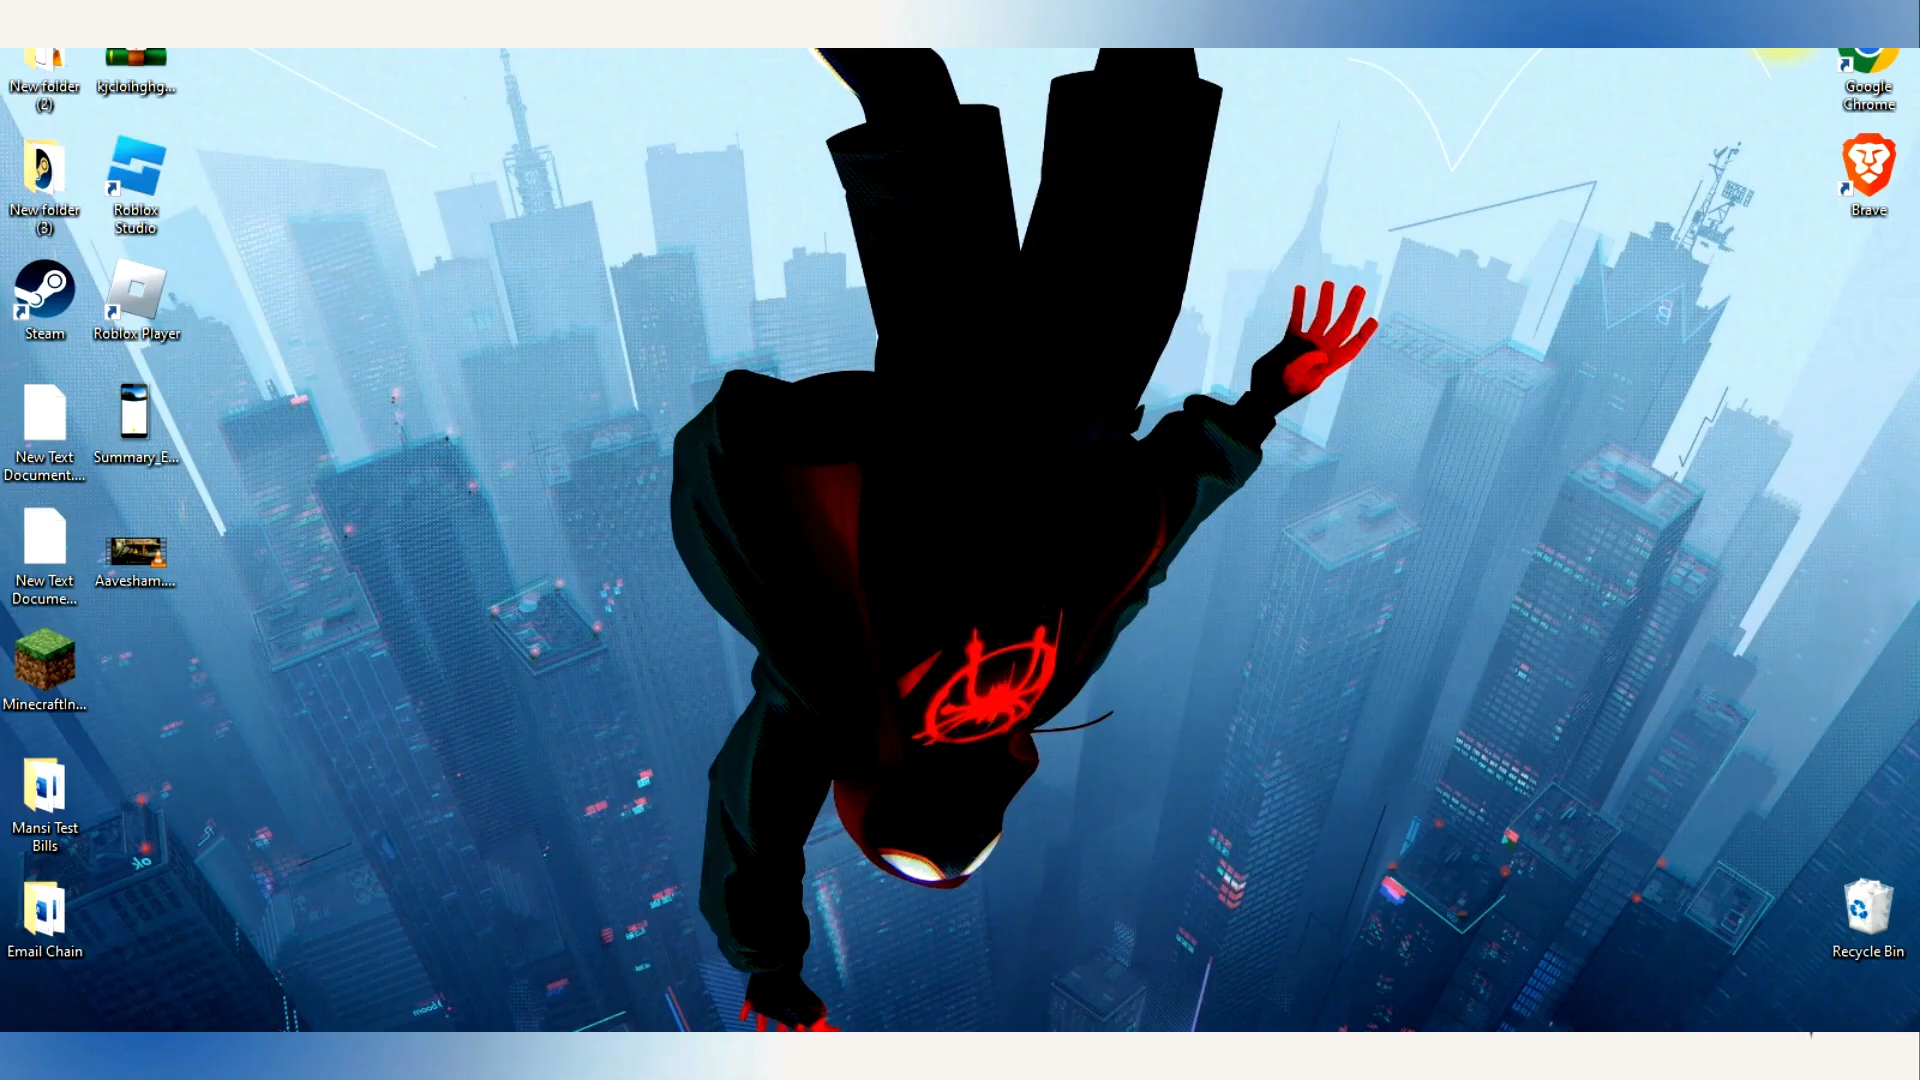 New folder
(2)
kjcloihghg...
New folder
(3)
Roblox
Studio
Steam
Roblox Player
New Text
Document....
Summary_E...
New Text
Docume...
Aavesham....
MinecraftIn...
Mansi Test
Bills
Email Chain
Google
Chrome
Brave
Recycle Bin